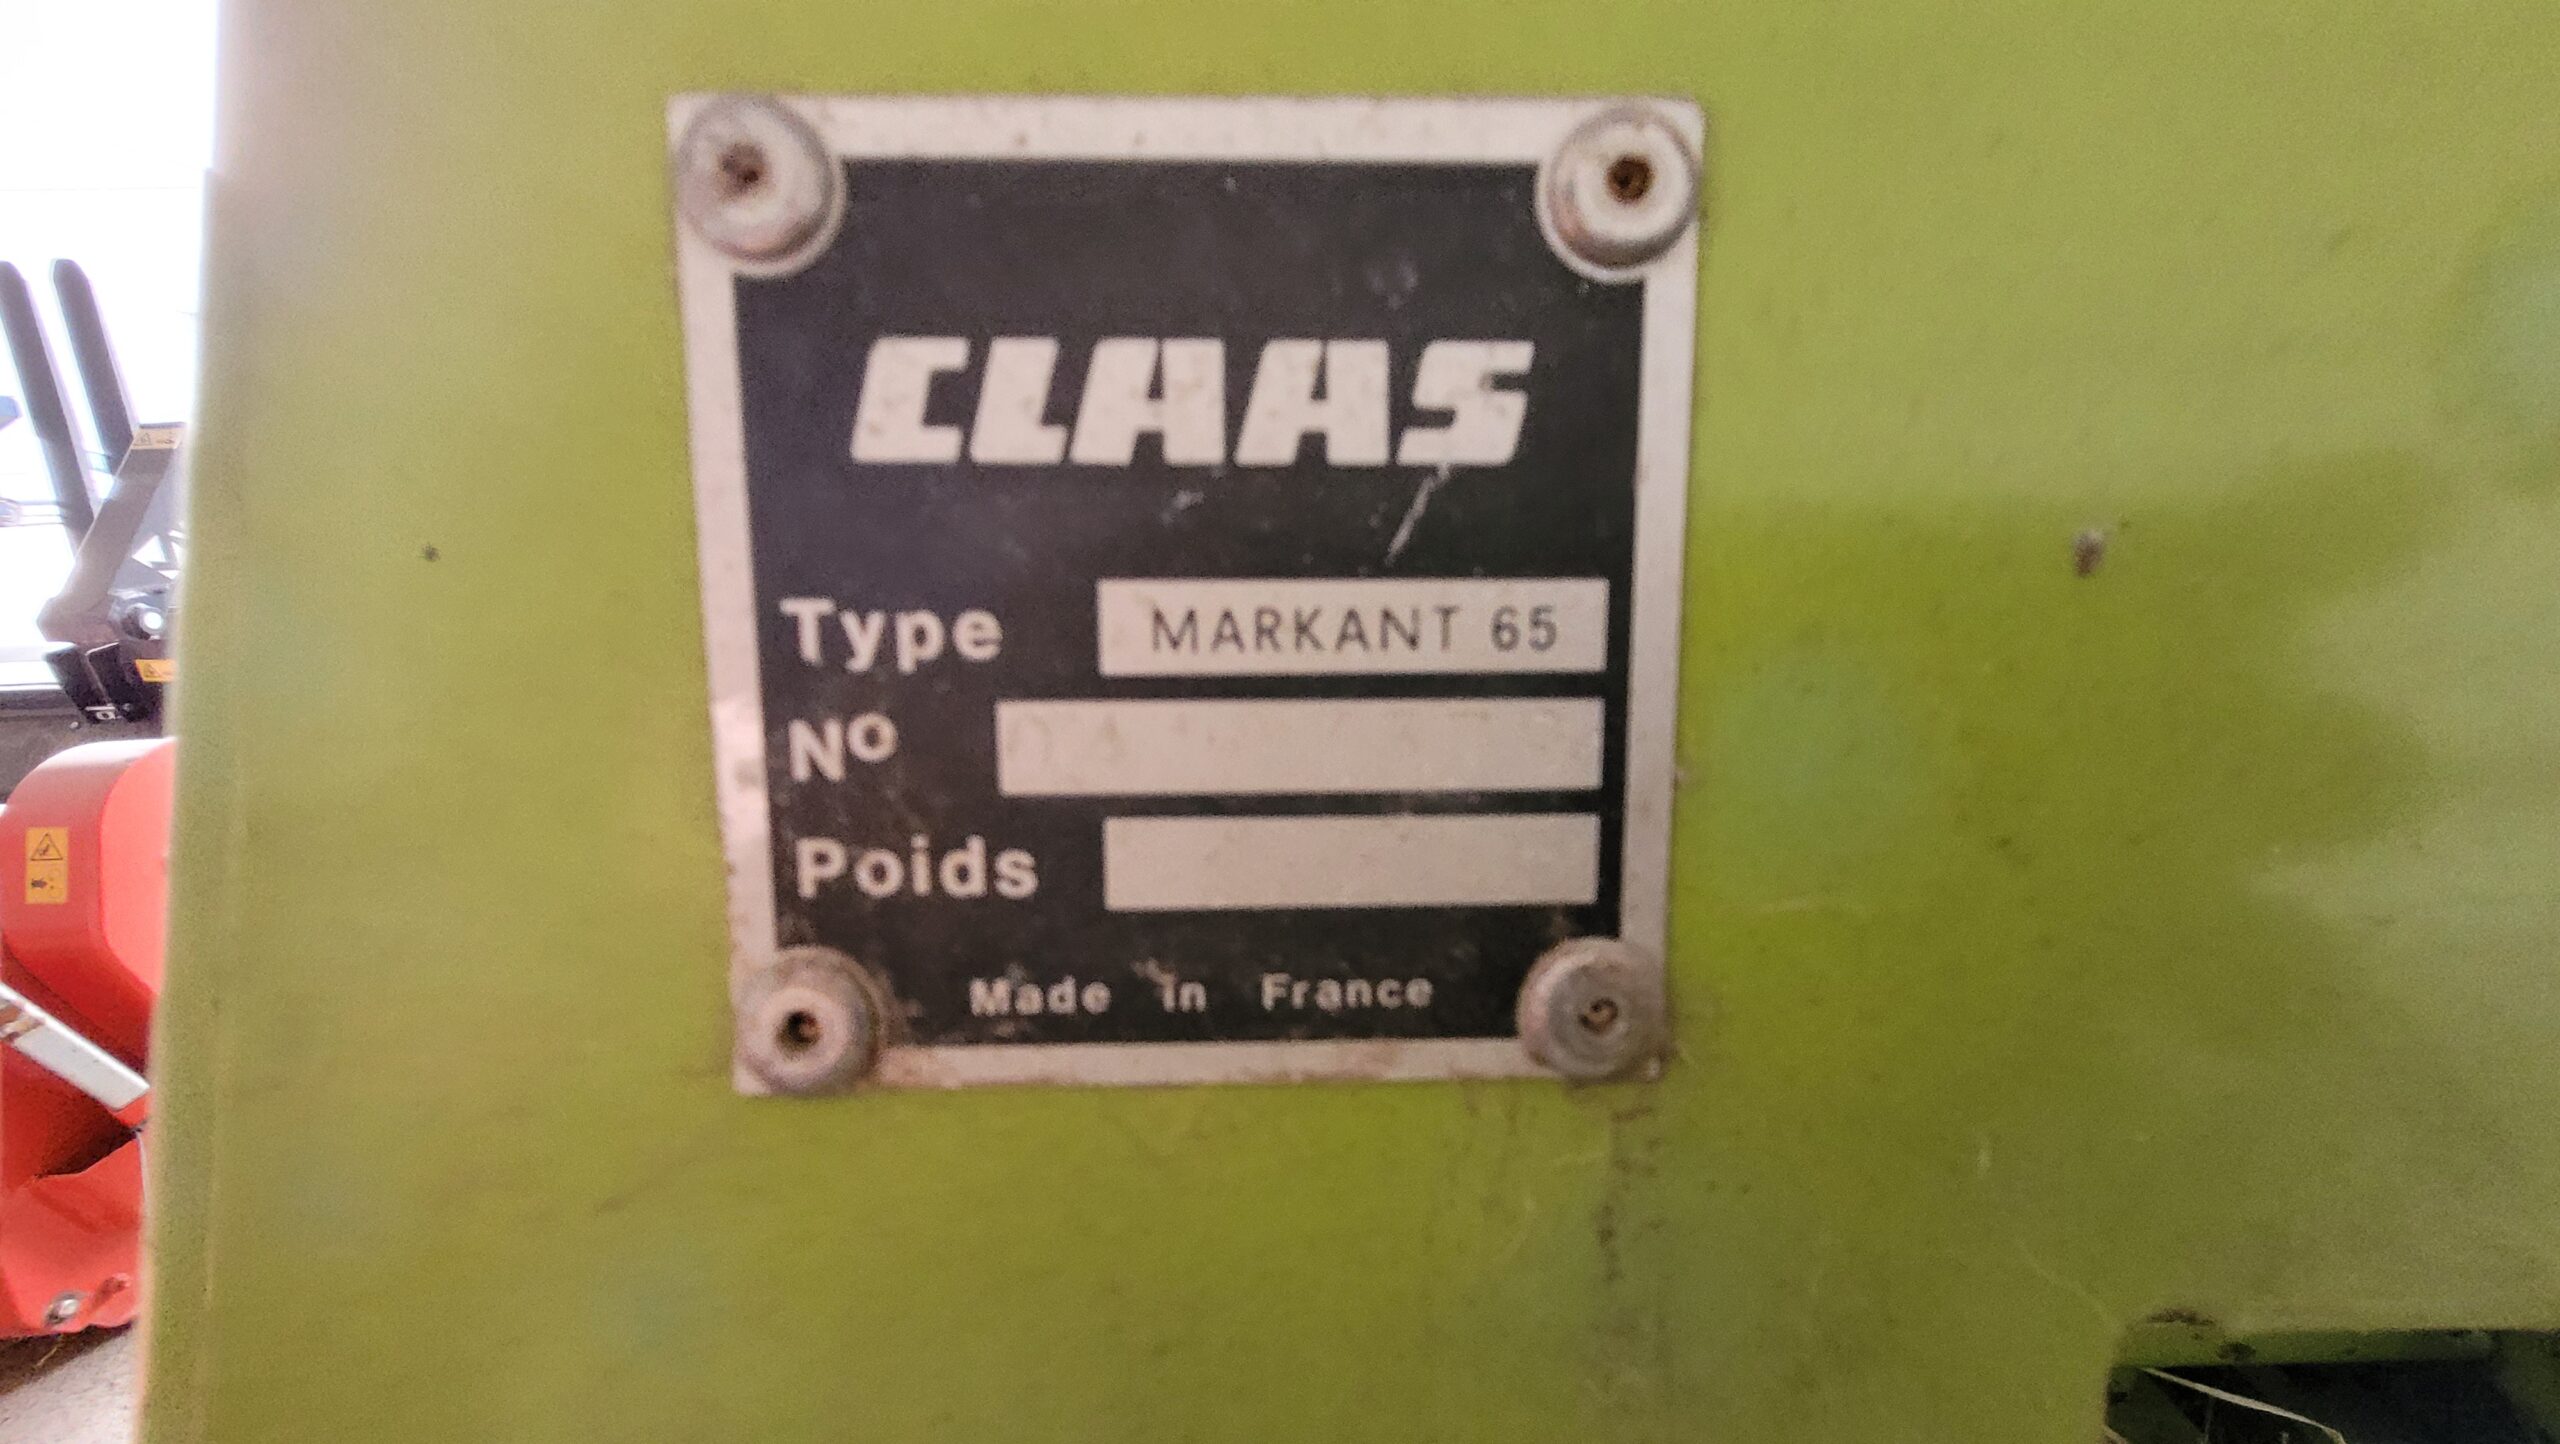 CLAAS
Type MARKANT 65
Nº
Poids
Made in France